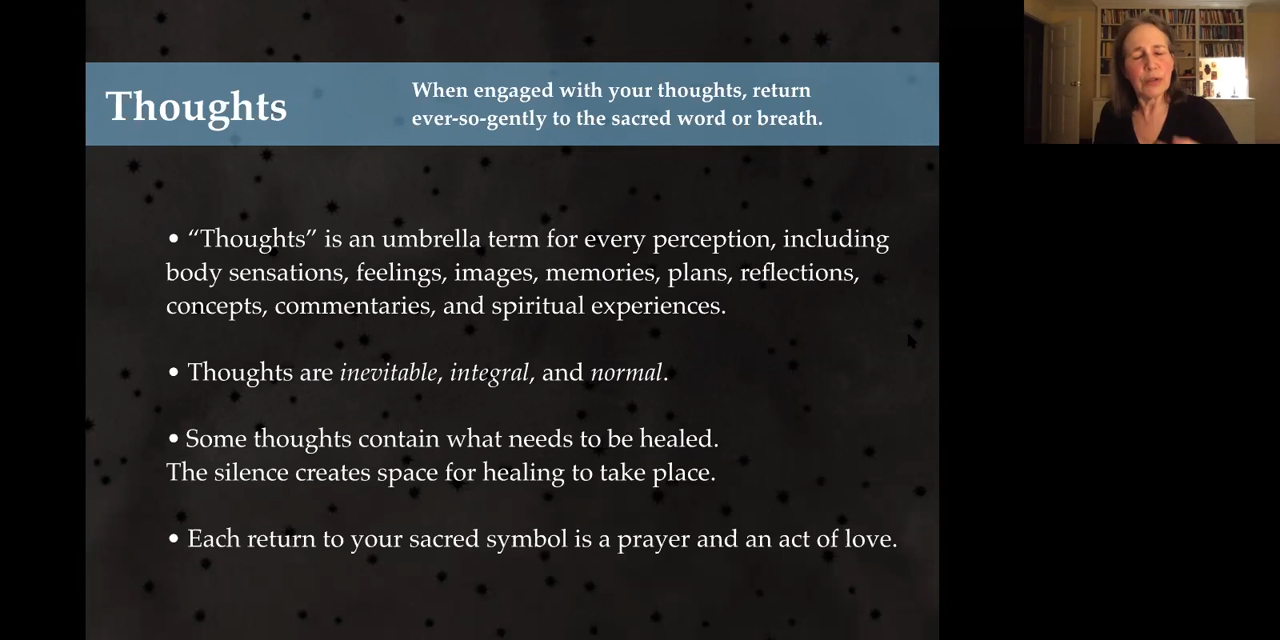 Thoughts
When engaged with your thoughts, return
ever-so-gently to the sacred word or breath.
• “Thoughts” is an umbrella term for every perception, including
body sensations, feelings, images, memories, plans, reflections,
concepts, commentaries, and spiritual experiences.
• Thoughts are inevitable, integral, and normal.
• Some thoughts contain what needs to be healed.
The silence creates space for healing to take place.
• Each return to your sacred symbol is a prayer and an act of love.